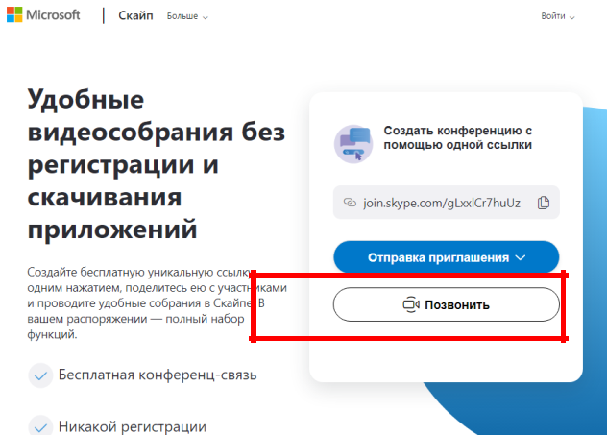 Microsoft Скайп Больше Войти
Удобные
видеособрания без
регистрации и
скачивания
приложений
Создайте бесплатную уникальную ссылку
одним нажатием, поделитесь ею с участниками
и проводите удобные собрания в Скайпе. В
вашем распоряжении — полный набор
функций.
Бесплатная конференц-связь
Никакой регистрации
Создать конференцию с
помощью одной ссылки
join.skype.com/gLxxlCr7huUz
Отправка приглашения
Позвонить